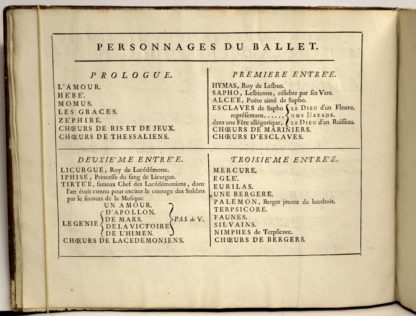 PERSONNAGES DU BALLET.
PROLOGUE.
L'AMOUR.
HEBÉ.
MOMUS.
LES GRACES.
ZEPHIRE.
CHŒURS DE RIS ET DE JEUX.
CHŒURS DE THESSALIENS.
PREMIERE ENTRÉE.
HYMAS, Roy de Lesbos.
SAPHO, Lesbienne, célebre par ses Vers.
ALCÉE, Poëte aimé de Sapho.
ESCLAVES de Sapho
représentans......
dans une Fête allégorique,
LE DIEU d'un Fleuve.
UNE NAYADE.
LE DIEU d'un Ruisseau.
CHŒURS DE MARINIERS.
CHŒURS D'ESCLAVES.
DEUXIÉME ENTRÉE.
LICURGUE, Roy de Lacédémone.
IPHISE, Princesse du sang de Licurgue.
TIRTÉE, fameux Chef des Lacédémoniens, dont
l'art étoit connu pour exciter le courage des Soldats
par le secours de la Musique.
UN AMOUR.
D'APOLLON.
LE GENIE DE MARS. PAS de V.
DE LA VICTOIRE
DE L'HIMEN.
CHŒURS DE LACEDEMONIENS.
TROISIÉME ENTRÉE.
MERCURE.
EGLÉ.
EURILAS.
UNE BERGERE.
PALEMON, Berger jouant du hautbois.
TERPSICORE.
FAUNES.
SILVAINS.
NIMPHES de Terpsicore.
CHŒURS DE BERGERS.